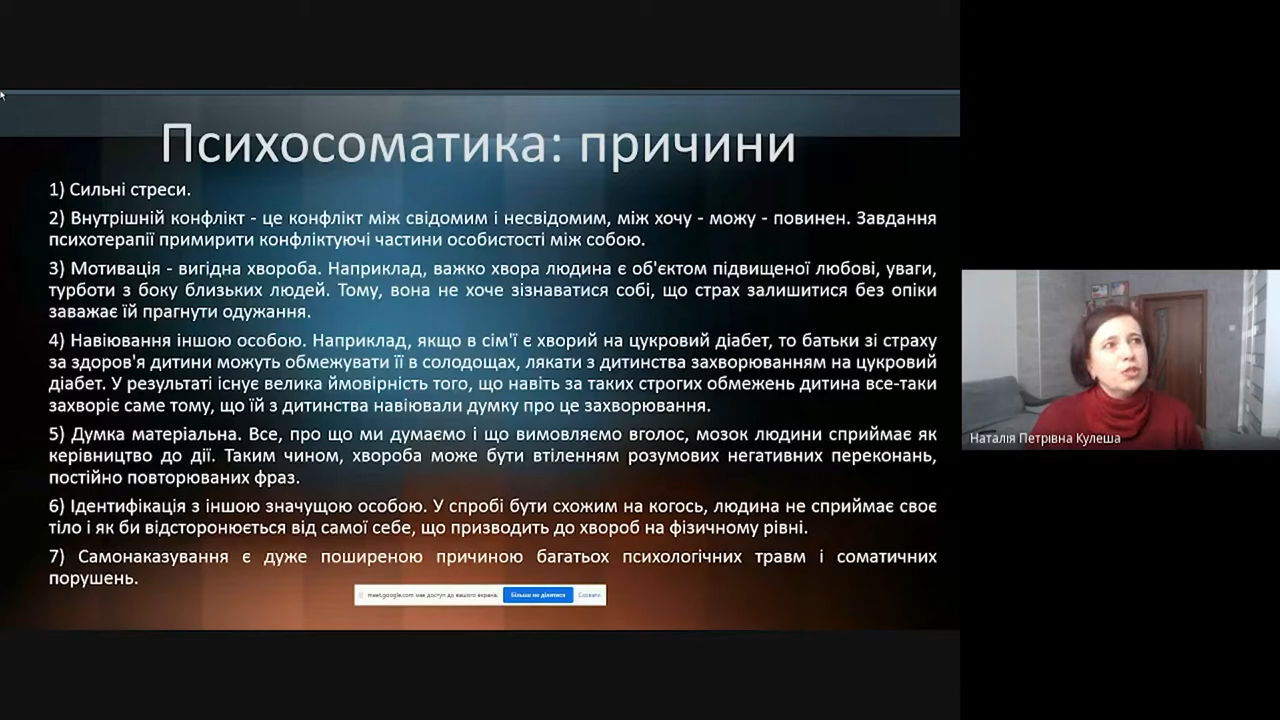 Психосоматика: причини
1) Сильні стреси.
2) Внутрішній конфлікт - це конфлікт між свідомим і несвідомим, між хочу - можу - повинен. Завдання
психотерапії примирити конфліктуючі частини особистості між собою.
3) Мотивація - вигідна хвороба. Наприклад, важко хвора людина є об'єктом підвищеної любові, уваги,
турботи з боку близьких людей. Тому, вона не хоче зізнаватися собі, що страх залишитися без опіки
заважає їй прагнути одужання.
4) Навіювання іншою особою. Наприклад, якщо в сім'ї є хворий на цукровий діабет, то батьки зі страху
за здоров'я дитини можуть обмежувати її в солодощах, лякати з дитинства захворюванням на цукровий
діабет. У результаті існує велика ймовірність того, що навіть за таких строгих обмежень дитина все-таки
захворіє саме тому, що їй з дитинства навіювали думку про це захворювання.
5) Думка матеріальна. Все, про що ми думаємо і що вимовляємо вголос, мозок людини сприймає як
керівництво до дії. Таким чином, хвороба може бути втіленням розумових негативних переконань,
постійно повторюваних фраз.
6) Ідентифікація з іншою значущою особою. У спробі бути схожим на когось, людина не сприймає своє
тіло і як би відсторонюється від самої себе, що призводить до хвороб на фізичному рівні.
7) Самонаказування є дуже поширеною причиною багатьох психологічних травм і соматичних
порушень.
meet.google.com має доступ до вашого екрана. Більше не ділитися Сховати
Наталія Петрівна Кулеша